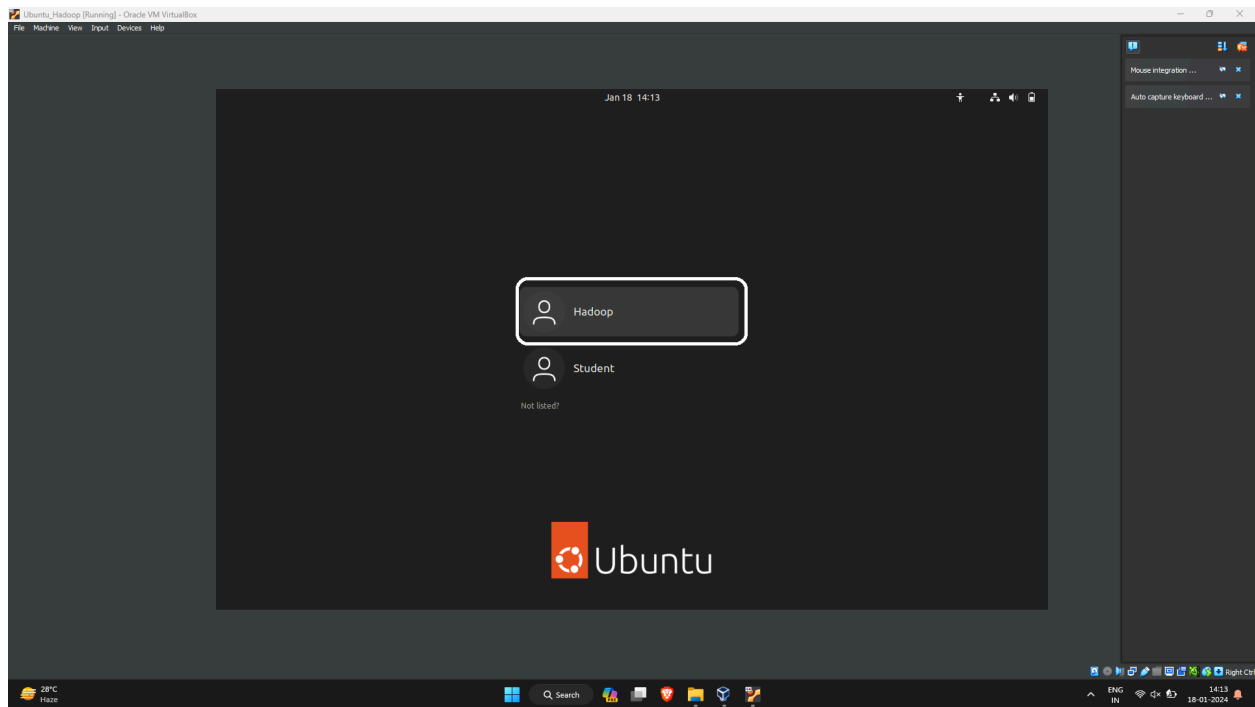 Ubuntu_Hadoop [Running] - Oracle VM VirtualBox
File Machine View Input Devices Help
Mouse integration ...
Auto capture keyboard ...
Jan 18 14:13
Hadoop
Student
Not listed?
Ubuntu
Right Ctrl
28°C
Haze
Search
ENG
IN
14:13
18-01-2024